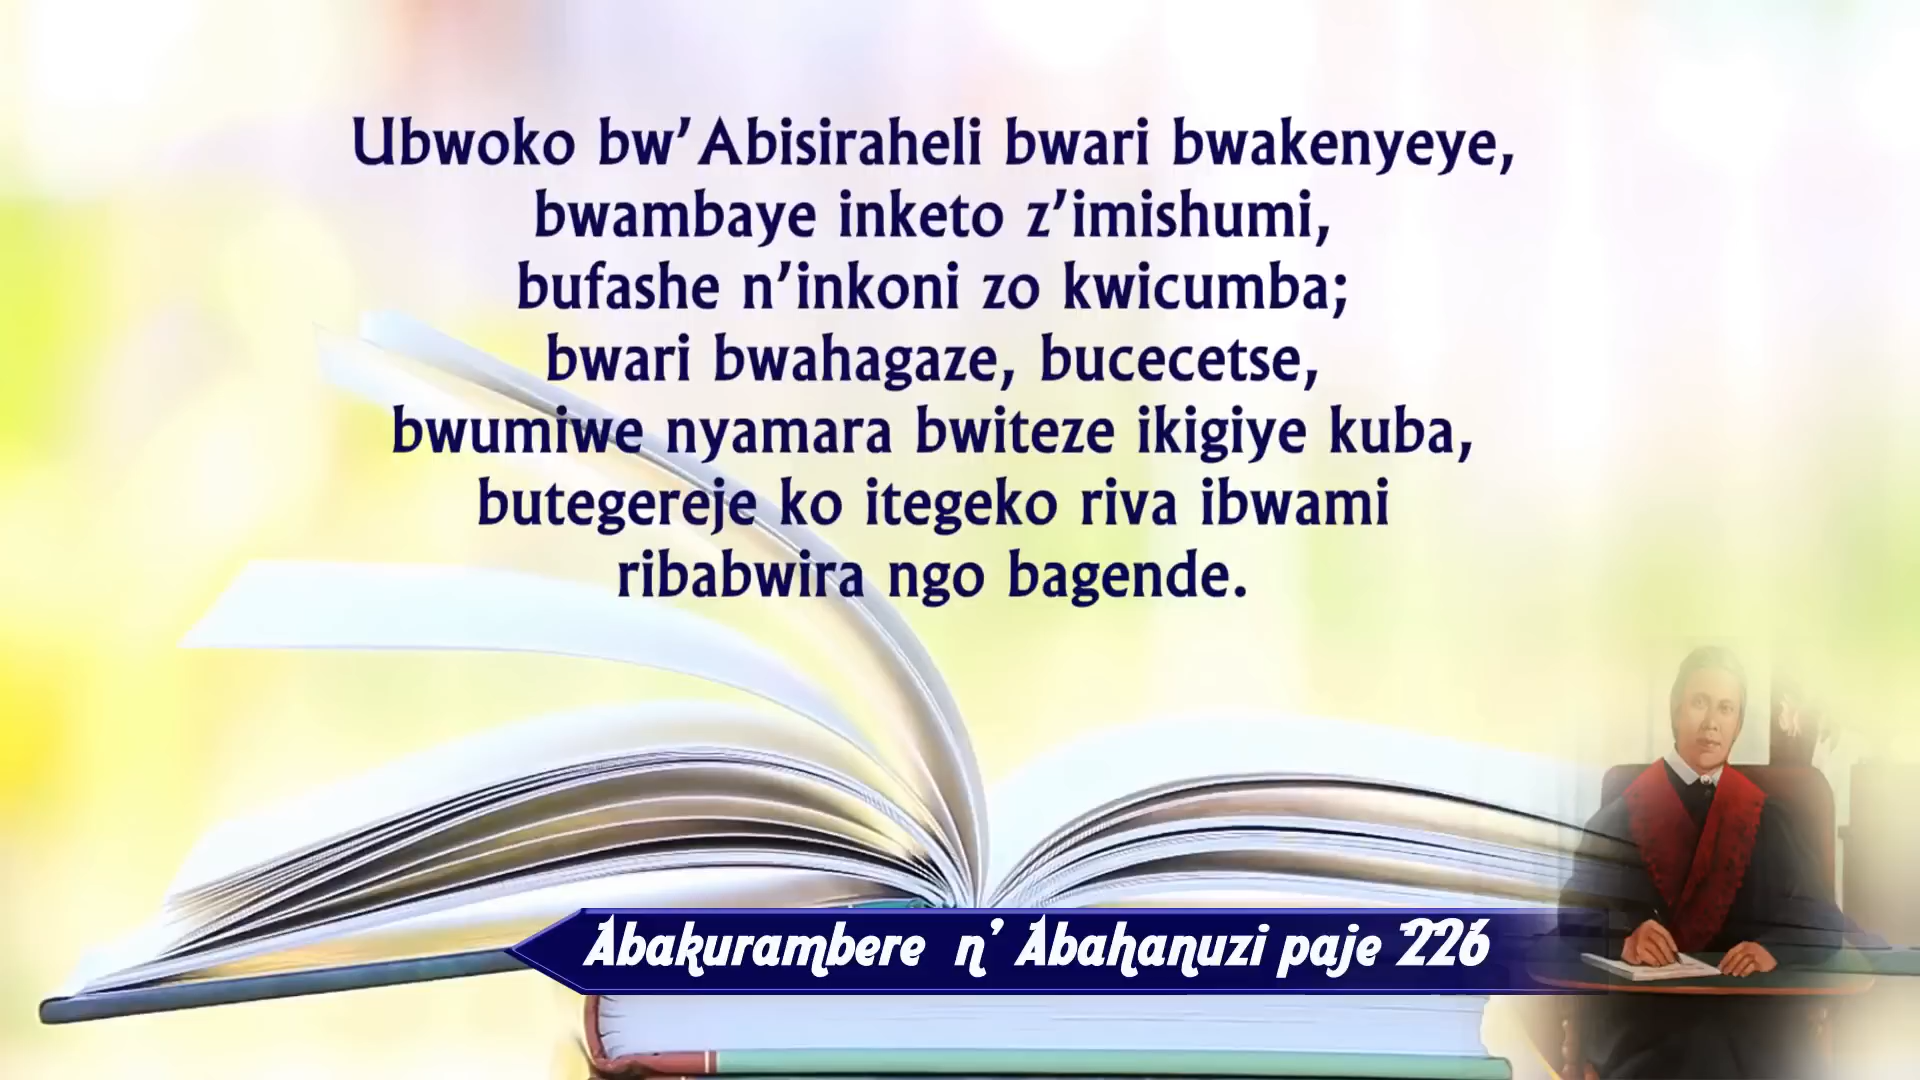 Ubwoko bw'Abisiraheli bwari bwakenyeye,
bwambaye inketo z'imishumi,
bufashe n'inkoni zo kwicumba;
bwari bwahagaze, bucecetse,
bwumiwe nyamara bwiteze ikigiye kuba,
butegereje ko itegeko riva ibwami
ribabwira ngo bagende.
Abakurambere n' Abahanuzi paje 226